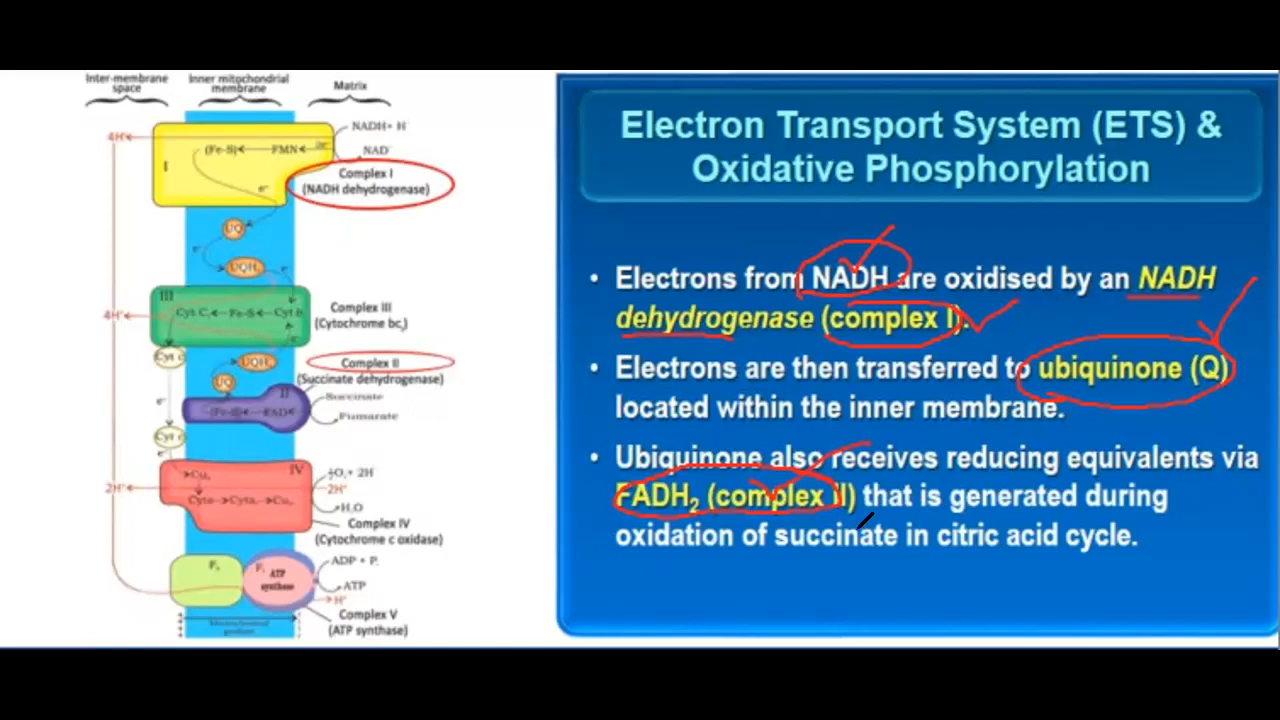 Inter-membrane space
Inner mitochondrial membrane
Matrix
4H⁺
NADH+ H⁺
(Fe-S)
FMN
2e⁻
NAD⁺
I
Complex I
(NADH dehydrogenase)
e⁻
UQ
e⁻
UQH₂
e⁻
III
Complex III
(Cytochrome bc₁)
4H⁺
Cyt C₁
Fe-S
Cyt b
Cyt c
UQH₂
e⁻
Complex II
(Succinate dehydrogenase)
UQ
II
Succinate
(Fe-S)
FAD
Fumarate
e⁻
Cyt c
e⁻
IV
½O₂+ 2H⁺
2H⁺
2H⁺
H₂O
Complex IV
(Cytochrome c oxidase)
F₀
F₁
ATP synthase
ADP + Pᵢ
ATP
H⁺
Complex V
(ATP synthase)
Electron Transport System (ETS) &
Oxidative Phosphorylation
• Electrons from NADH are oxidised by an NADH
dehydrogenase (complex I).
• Electrons are then transferred to ubiquinone (Q)
located within the inner membrane.
• Ubiquinone also receives reducing equivalents via
FADH₂ (complex II) that is generated during
oxidation of succinate in citric acid cycle.